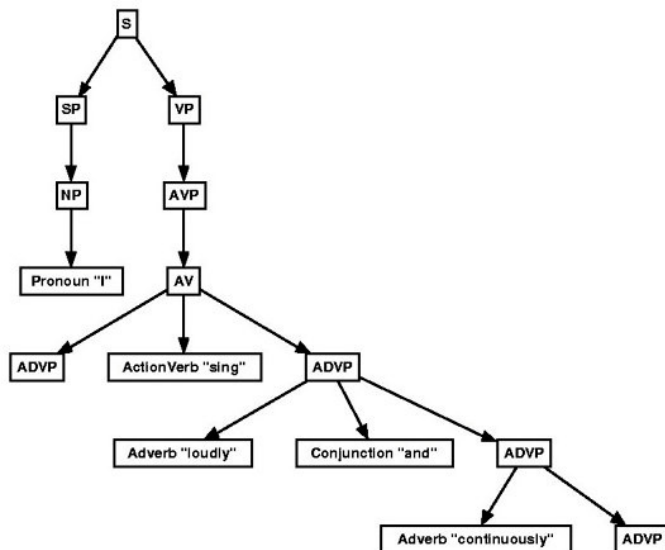 S
SP VP
NP AVP
Pronoun "I" AV
ADVP ActionVerb "sing" ADVP
Adverb "loudly" Conjunction "and" ADVP
Adverb "continuously" ADVP